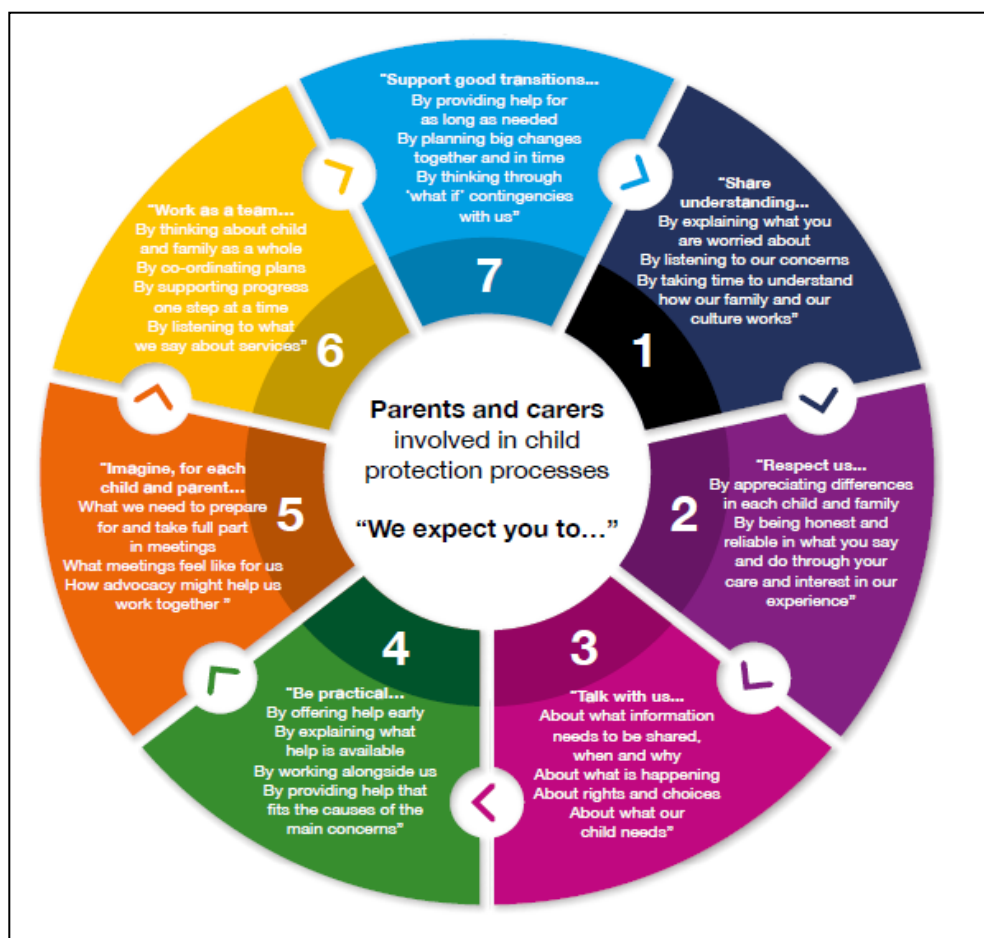 Parents and carers
involved in child
protection processes
“We expect you to...”
1
“Share
understanding...
By explaining what you
are worried about
By listening to our concerns
By taking time to understand
how our family and our
culture works”
2
“Respect us...
By appreciating differences
in each child and family
By being honest and
reliable in what you say
and do through your
care and interest in our
experience”
3
“Talk with us...
About what information
needs to be shared,
when and why
About what is happening
About rights and choices
About what our
child needs”
4
“Be practical...
By offering help early
By explaining what
help is available
By working alongside us
By providing help that
fits the causes of the
main concerns”
5
“Imagine, for each
child and parent...
What we need to prepare
for and take full part
in meetings
What meetings feel like for us
How advocacy might help us
work together ”
6
“Work as a team...
By thinking about child
and family as a whole
By co-ordinating plans
By supporting progress
one step at a time
By listening to what
we say about services”
7
“Support good transitions...
By providing help for
as long as needed
By planning big changes
together and in time
By thinking through
‘what if’ contingencies
with us”